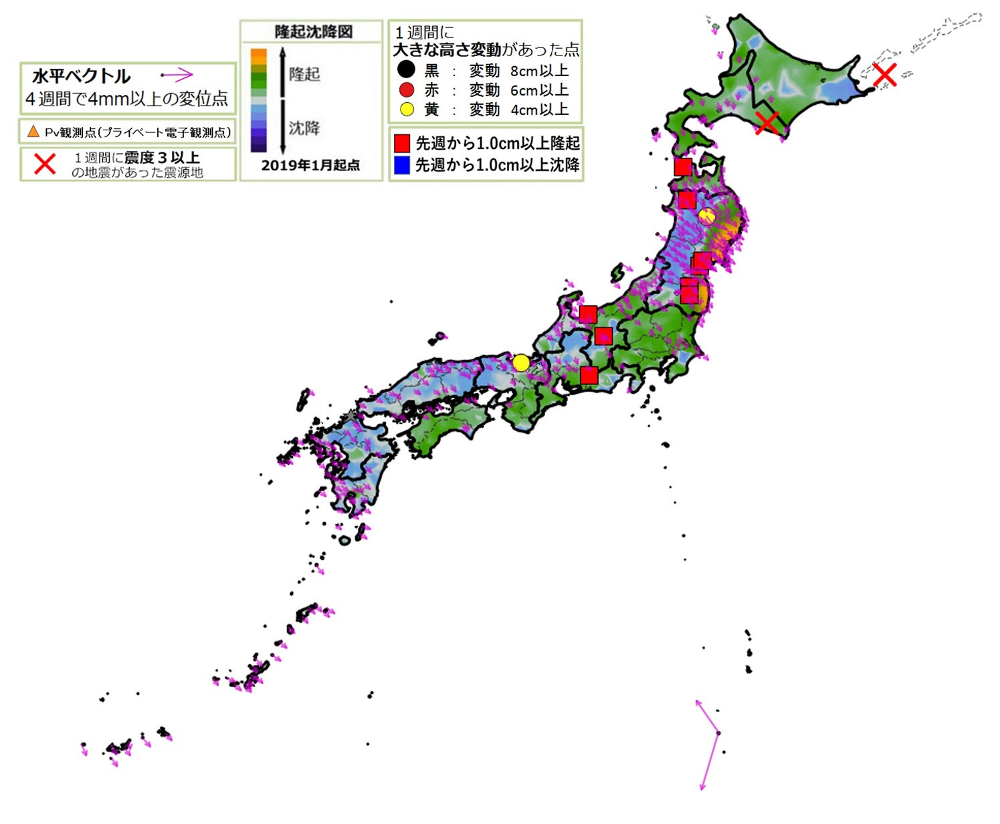 水平ベクトル
４週間で4mm以上の変位点
Pv観測点(プライベート電子観測点)
１週間に震度３以上
の地震があった震源地
隆起沈降図
隆起
沈降
2019年1月起点
１週間に
大きな高さ変動があった点
黒 ： 変動 8cm以上
赤 ： 変動 6cm以上
黄 ： 変動 4cm以上
先週から1.0cm以上隆起
先週から1.0cm以上沈降